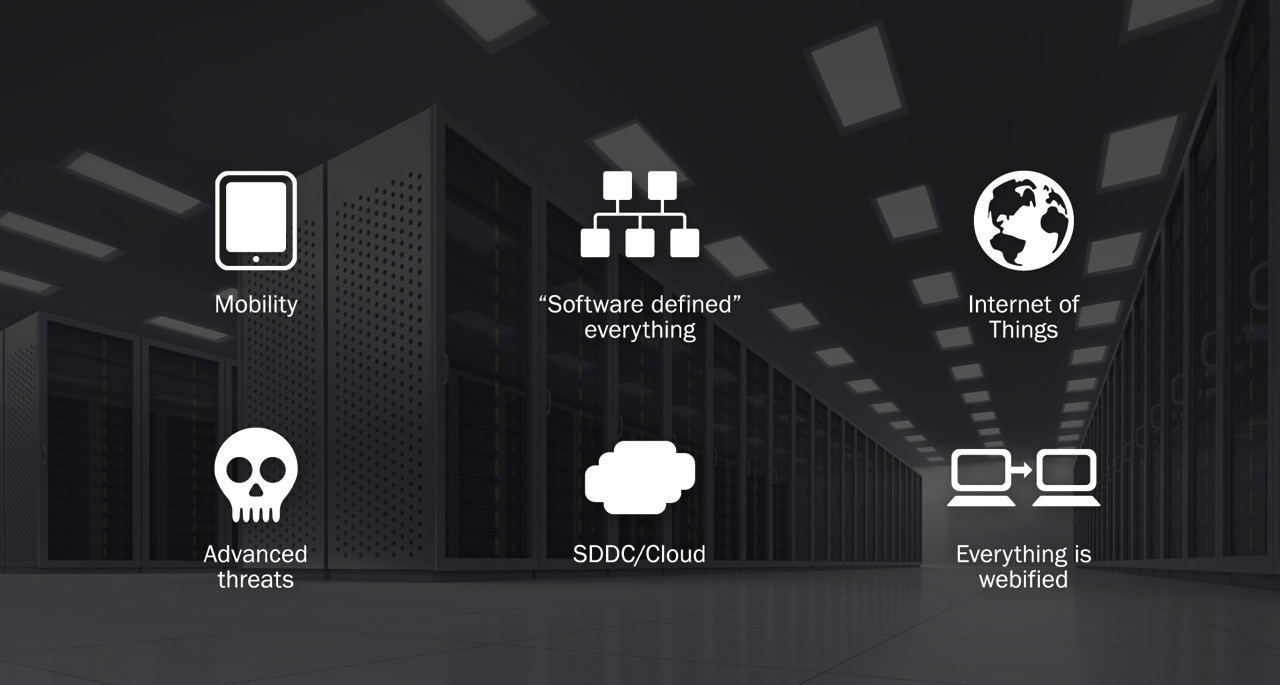 Mobility
“Software defined”
everything
Internet of
Things
Advanced
threats
SDDC/Cloud
Everything is
webified